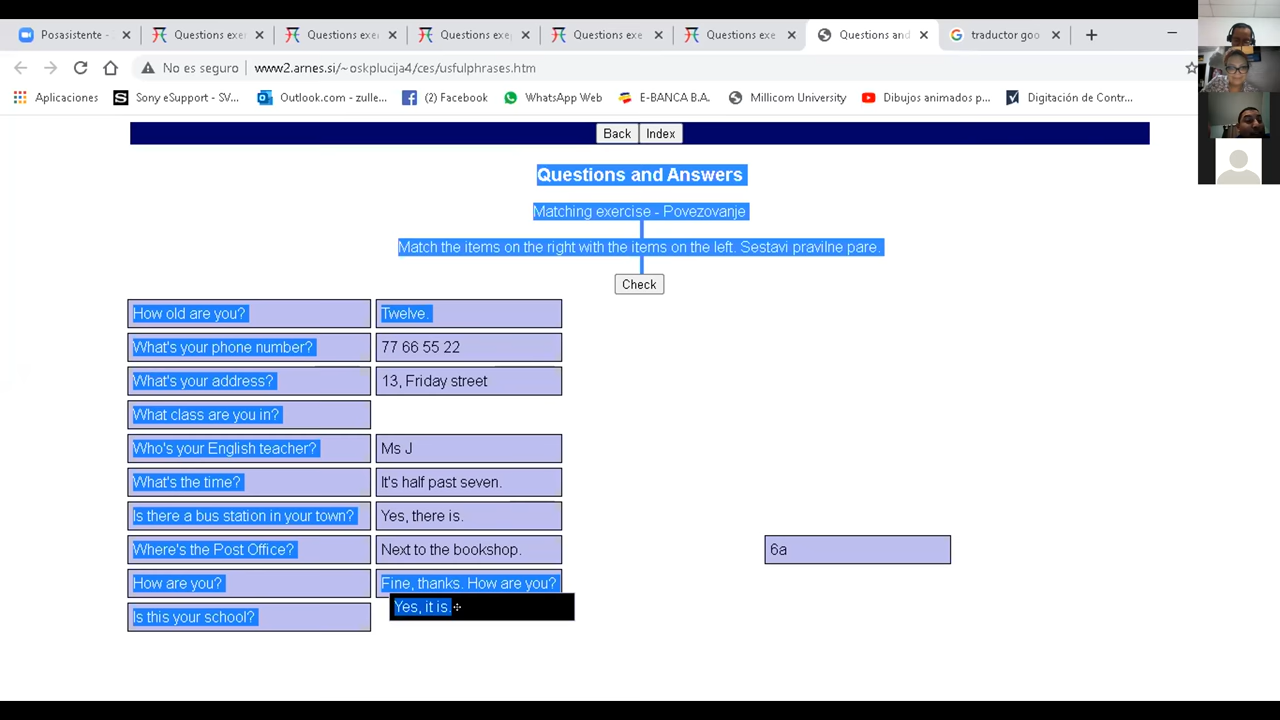 Posasistente -
Questions exer
Questions exer
Questions exe
Questions exe
Questions exe
Questions and
traductor goo
No es seguro
www2.arnes.si/~oskplucija4/ces/usfulphrases.htm
Aplicaciones
Sony eSupport - SV...
Outlook.com - zulle...
(2) Facebook
WhatsApp Web
E-BANCA B.A.
Millicom University
Dibujos animados p...
Digitación de Contr...
Back
Index
Questions and Answers
Matching exercise - Povezovanje
Match the items on the right with the items on the left. Sestavi pravilne pare.
Check
How old are you? Twelve.
What's your phone number? 77 66 55 22
What's your address? 13, Friday street
What class are you in?
Who's your English teacher? Ms J
What's the time? It's half past seven.
Is there a bus station in your town? Yes, there is.
Where's the Post Office? Next to the bookshop. 6a
How are you? Fine, thanks. How are you?
Yes, it is.
Is this your school?